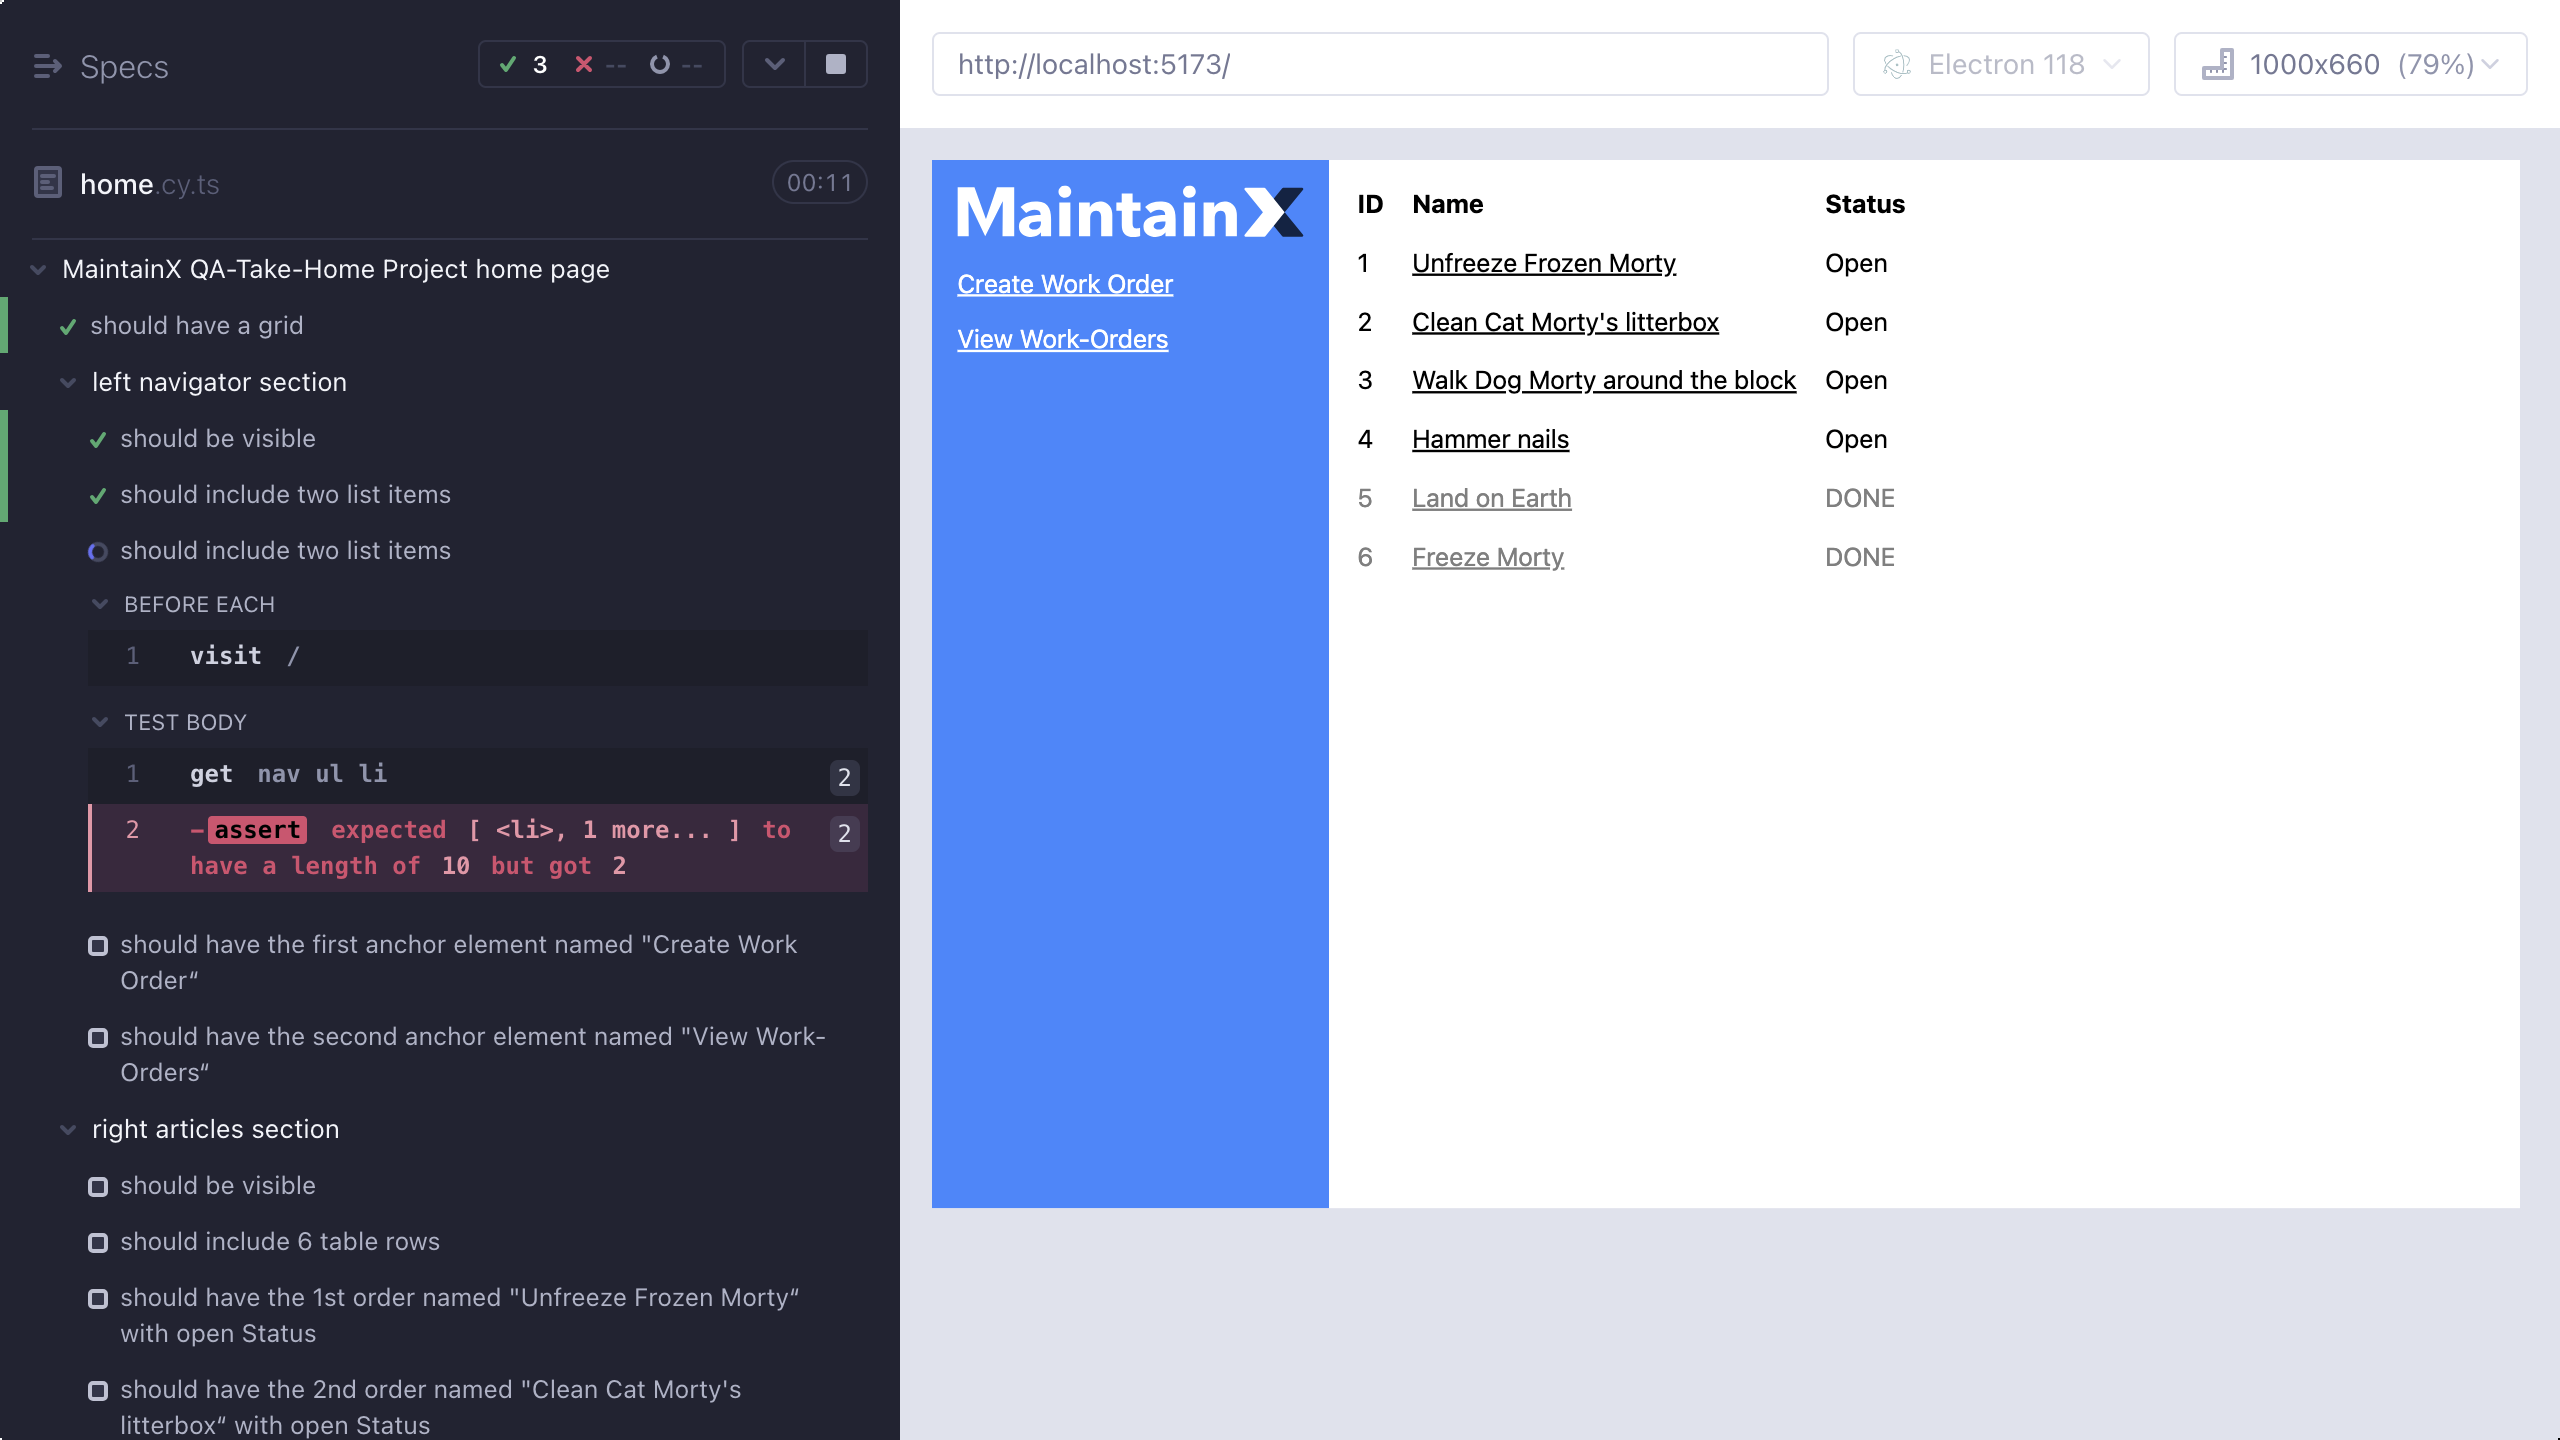 Specs
3 -- --
home.cy.ts
00:11
MaintainX QA-Take-Home Project home page
should have a grid
left navigator section
should be visible
should include two list items
should include two list items
BEFORE EACH
1 visit /
TEST BODY
1 get nav ul li 2
2 -assert expected [ <li>, 1 more... ] to 2
have a length of 10 but got 2
should have the first anchor element named "Create Work
Order“
should have the second anchor element named "View Work-
Orders“
right articles section
should be visible
should include 6 table rows
should have the 1st order named "Unfreeze Frozen Morty“
with open Status
should have the 2nd order named "Clean Cat Morty's
litterbox“ with open Status
http://localhost:5173/
Electron 118
1000x660 (79%)
MaintainX
Create Work Order
View Work-Orders
ID Name Status
1 Unfreeze Frozen Morty Open
2 Clean Cat Morty's litterbox Open
3 Walk Dog Morty around the block Open
4 Hammer nails Open
5 Land on Earth DONE
6 Freeze Morty DONE